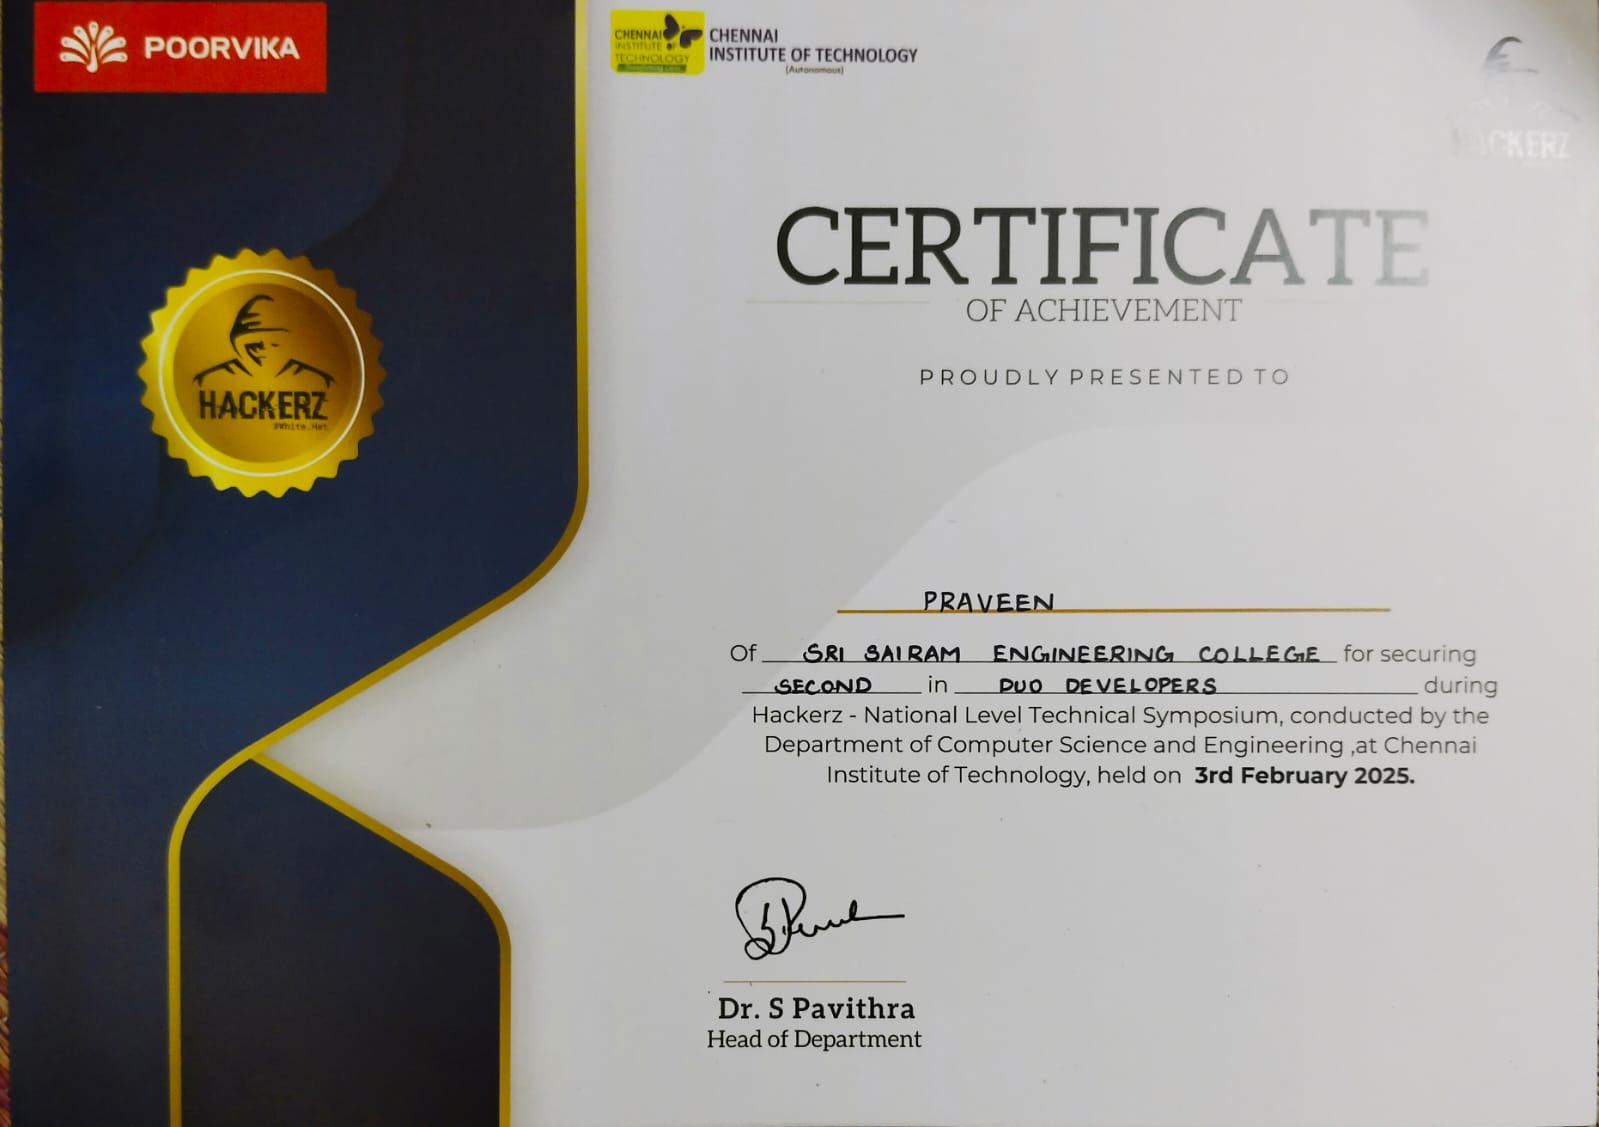 POORVIKA
CHENNAI
INSTITUTE OF
TECHNOLOGY
CHENNAI
INSTITUTE OF TECHNOLOGY
(Autonomous)
HACKERZ
CERTIFICATE
OF ACHIEVEMENT
PROUDLY PRESENTED TO
HACKERZ
#White_Hat
PRAVEEN
Of SRI SAIRAM ENGINEERING COLLEGE for securing
SECOND in DUO DEVELOPERS during
Hackerz - National Level Technical Symposium, conducted by the
Department of Computer Science and Engineering ,at Chennai
Institute of Technology, held on 3rd February 2025.
Dr. S Pavithra
Head of Department